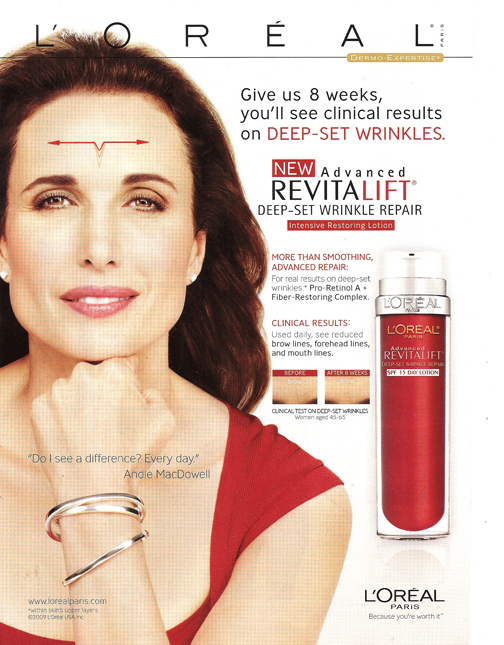 L'ORÉAL®
PARIS
DERMO-EXPERTISE®
Give us 8 weeks,
you'll see clinical results
on DEEP-SET WRINKLES.
NEW Advanced
REVITALIFT®
DEEP-SET WRINKLE REPAIR
Intensive Restoring Lotion
MORE THAN SMOOTHING,
ADVANCED REPAIR:
For real results on deep-set
wrinkles:* Pro-Retinol A +
Fiber-Restoring Complex.
CLINICAL RESULTS:
Used daily, see reduced
brow lines, forehead lines,
and mouth lines.
BEFORE
brow
AFTER 8 WEEKS
CLINICAL TEST ON DEEP-SET WRINKLES
Women aged 45-65
L'ORÉAL
PARIS
L'ORÉAL
PARIS
Advanced
REVITALIFT
DEEP-SET WRINKLE REPAIR
SPF 15 DAY LOTION
"Do I see a difference? Every day."
Andie MacDowell
www.lorealparis.com
*within skin's upper layers
©2009 L'Oréal USA, Inc.
L'ORÉAL
PARIS
Because you're worth it™